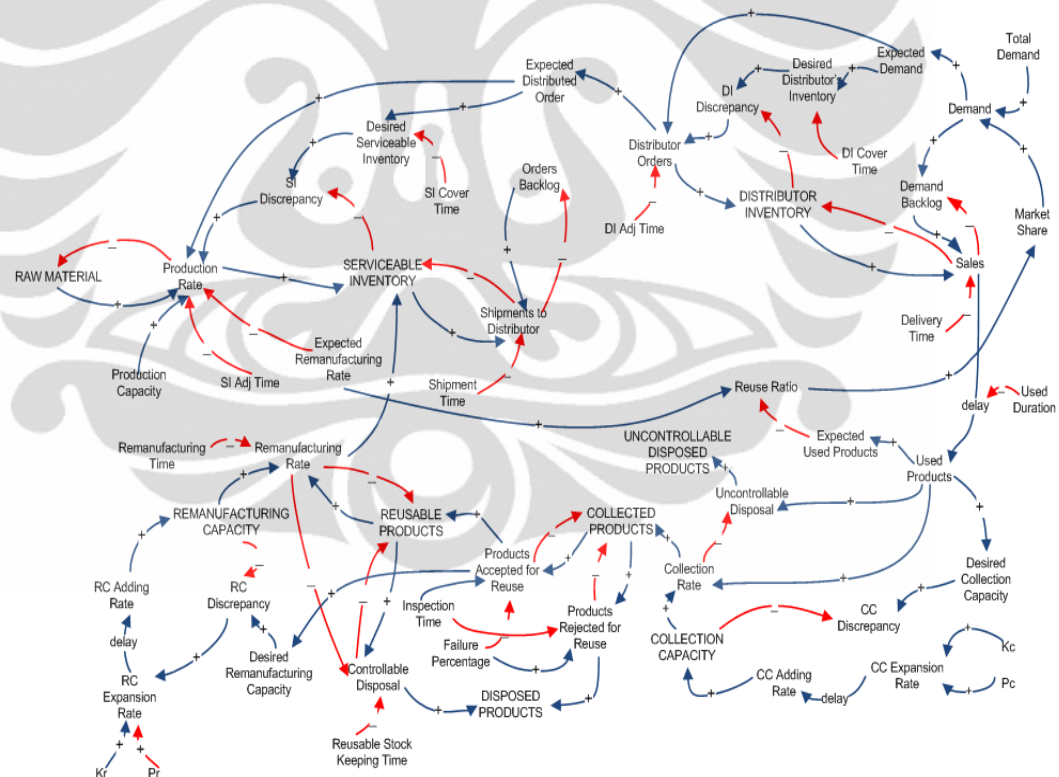 Total
Demand
Expected
Demand
Desired
Distributor's
Inventory
Expected
Distributed
Order
DI
Discrepancy
Demand
Desired
Serviceable
Inventory
Distributor
Orders
DI Cover
Time
Orders
Backlog
SI
Discrepancy
SI Cover
Time
Demand
Backlog
DISTRIBUTOR
INVENTORY
Market
Share
DI Adj Time
RAW MATERIAL
Production
Rate
SERVICEABLE
INVENTORY
Sales
Shipments to
Distributor
Delivery
Time
Expected
Remanufacturing
Rate
Production
Capacity
SI Adj Time
Shipment
Time
Reuse Ratio
delay
Used
Duration
Remanufacturing
Time
Remanufacturing
Rate
UNCONTROLLABLE
DISPOSED
PRODUCTS
Expected
Used Products
Used
Products
Uncontrollable
Disposal
REMANUFACTURING
CAPACITY
REUSABLE
PRODUCTS
COLLECTED
PRODUCTS
Products
Accepted for
Reuse
Collection
Rate
Desired
Collection
Capacity
RC Adding
Rate
RC
Discrepancy
Inspection
Time
Products
Rejected for
Reuse
CC
Discrepancy
delay
Failure
Percentage
COLLECTION
CAPACITY
Kc
Desired
Remanufacturing
Capacity
Controllable
Disposal
CC Adding
Rate
delay
CC Expansion
Rate
Pc
RC
Expansion
Rate
DISPOSED
PRODUCTS
Reusable Stock
Keeping Time
Kr
Pr